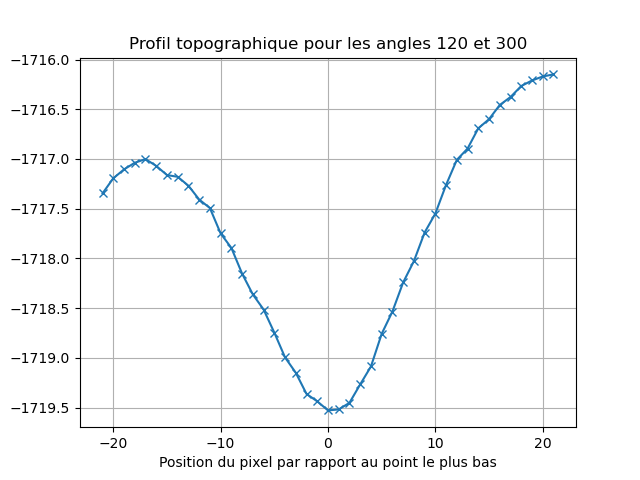 Profil topographique pour les angles 120 et 300
−1716.0
−1716.5
−1717.0
−1717.5
−1718.0
−1718.5
−1719.0
−1719.5
−20 −10 0 10 20
Position du pixel par rapport au point le plus bas